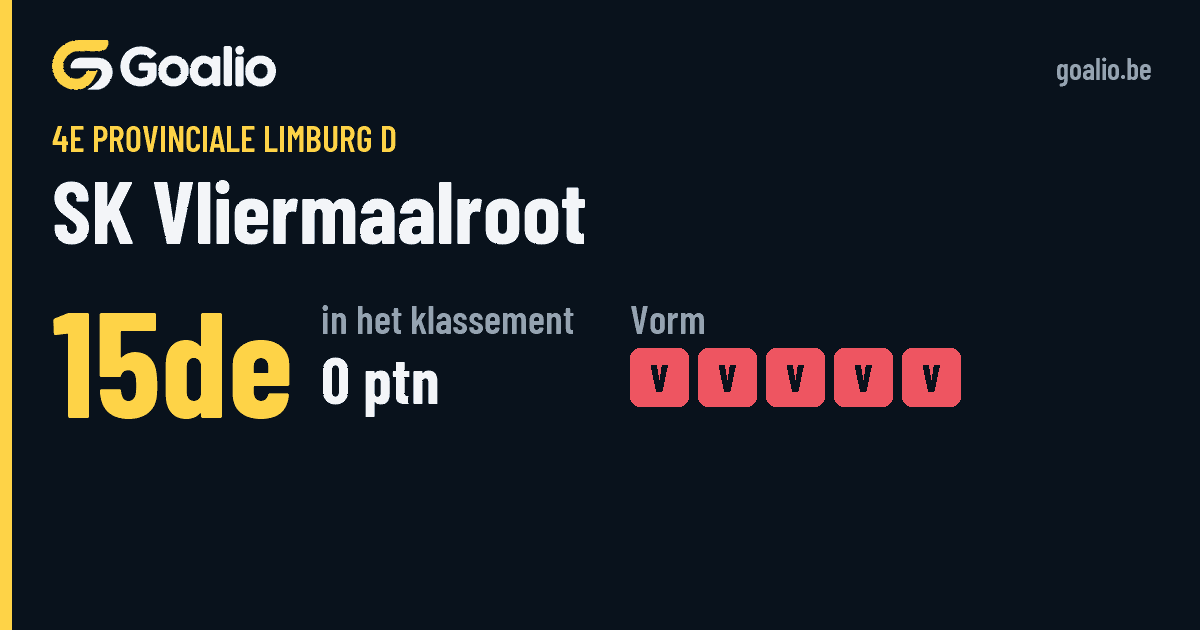 Goalio
goalio.be
4E PROVINCIALE LIMBURG D
SK Vliermaalroot
15de
in het klassement
0 ptn
Vorm
V V V V V